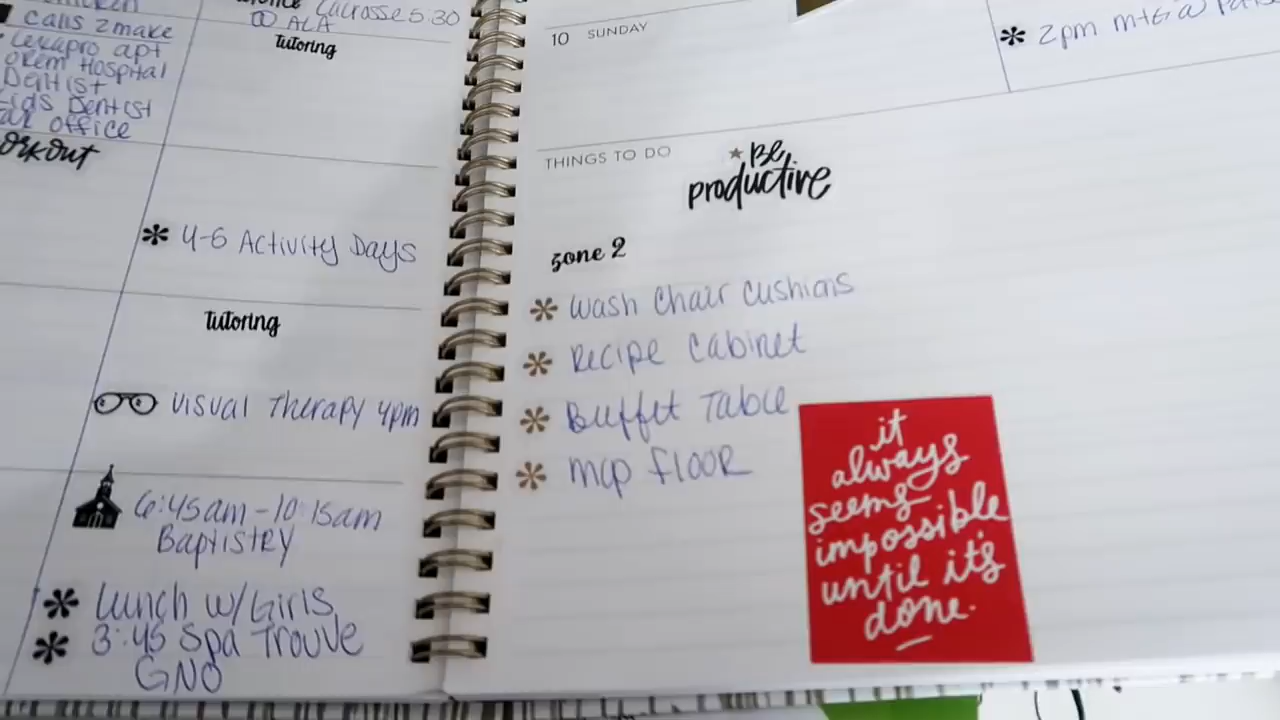 calls 2 make
Lexapro apt
Orem Hospital
Dentist
Kids Dentist
office
workout
Lacrosse 5:30
@ ALA
tutoring
* 4-6 Activity Days
tutoring
visual Therapy 4pm
6:45am-10:15am
Baptistry
* Lunch w/Girls
* 3:45 Spa Trouve
GNO
10 SUNDAY
* 2pm m+G @
THINGS TO DO
Be
productive
zone 2
* wash chair cushions
* Recipe cabinet
* Buffet Table
* mop floor
it
always
seems
impossible
until it's
done.